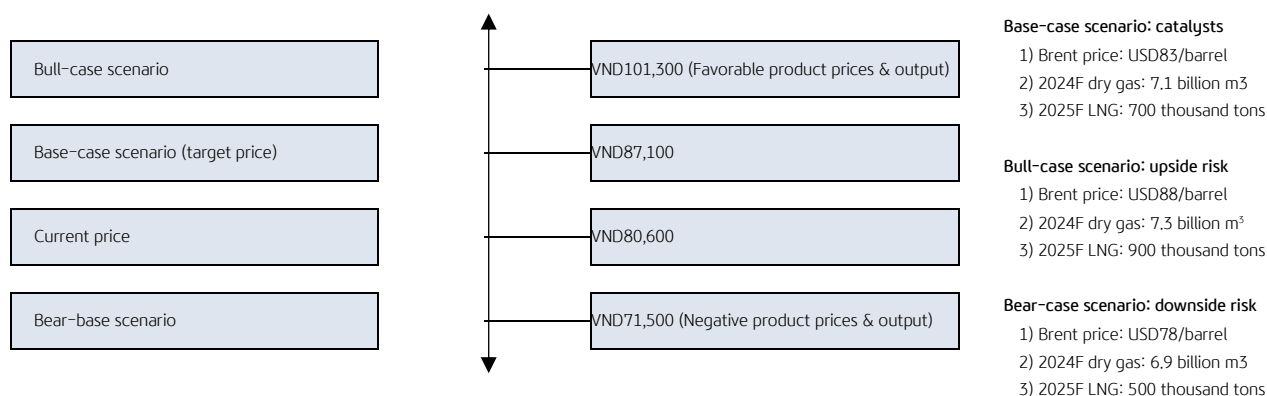 Bull-case scenario
VND101,300 (Favorable product prices & output)
Base-case scenario (target price)
VND87,100
Current price
VND80,600
Bear-base scenario
VND71,500 (Negative product prices & output)
Base-case scenario: catalysts
1) Brent price: USD83/barrel
2) 2024F dry gas: 7.1 billion m3
3) 2025F LNG: 700 thousand tons
Bull-case scenario: upside risk
1) Brent price: USD88/barrel
2) 2024F dry gas: 7.3 billion m³
3) 2025F LNG: 900 thousand tons
Bear-case scenario: downside risk
1) Brent price: USD78/barrel
2) 2024F dry gas: 6.9 billion m3
3) 2025F LNG: 500 thousand tons